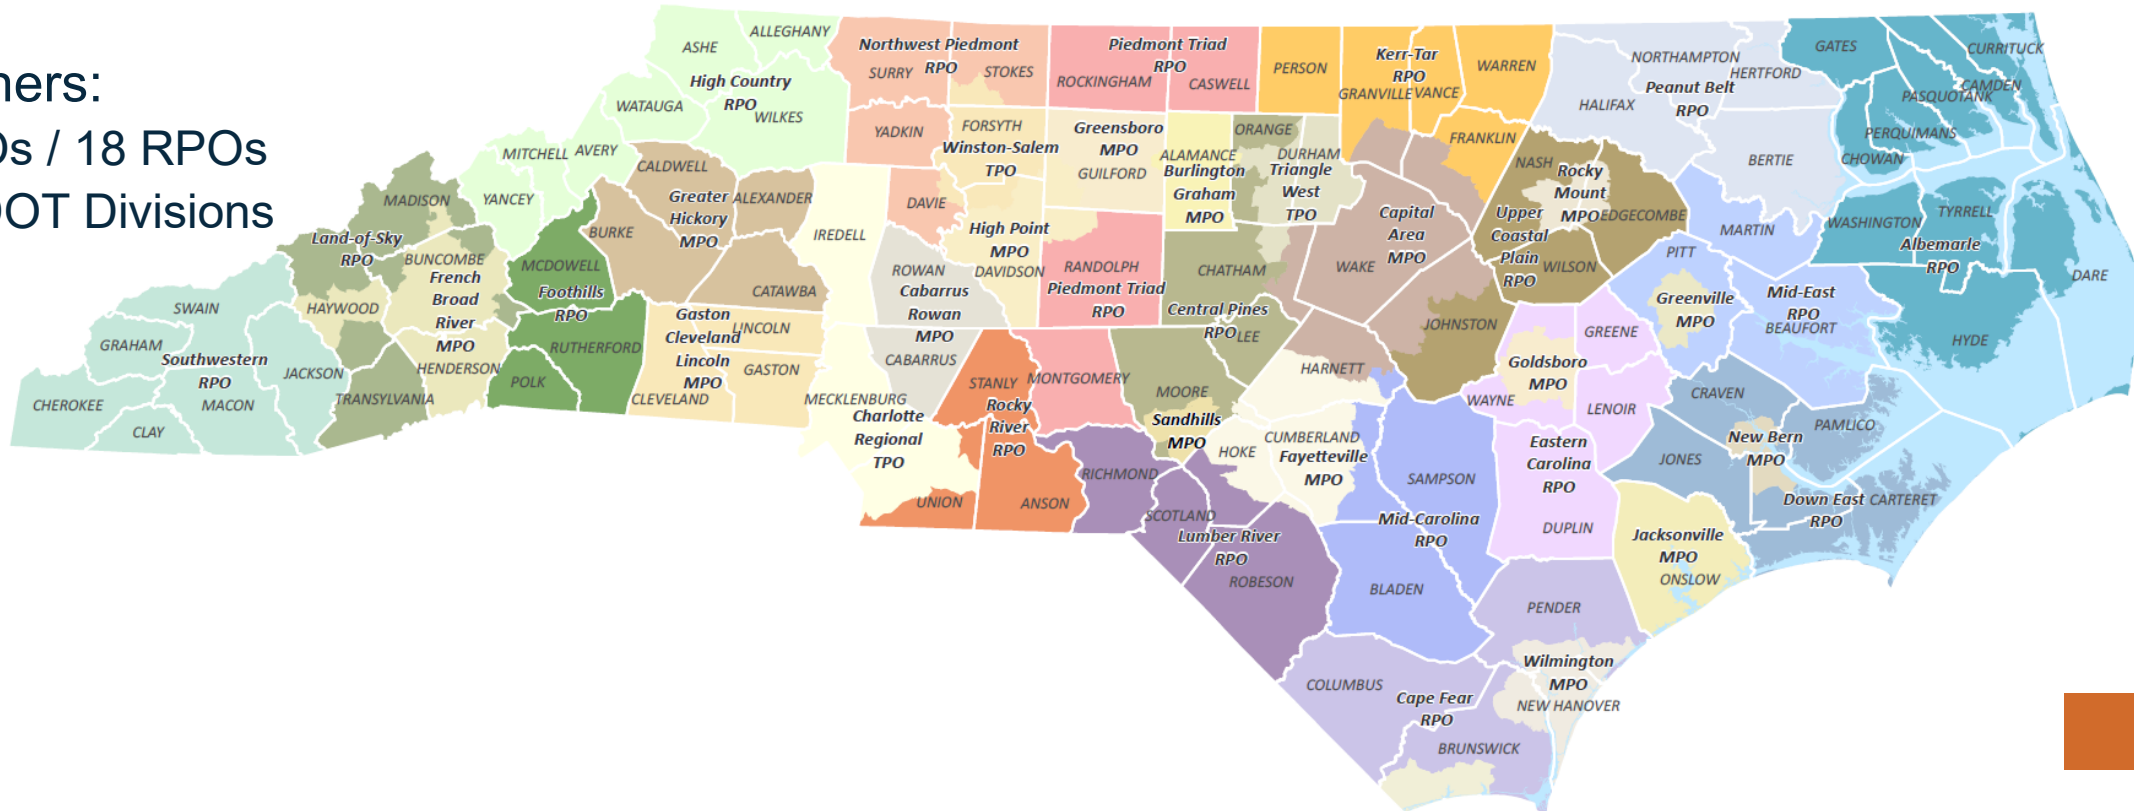 ners:
Os / 18 RPOs
DOT Divisions
ASHE
ALLEGHANY
High Country
RPO
WATAUGA
WILKES
MITCHELL
AVERY
YANCEY
Northwest Piedmont
RPO
SURRY
STOKES
YADKIN
DAVIE
Piedmont Triad
RPO
ROCKINGHAM
CASWELL
PERSON
Kerr-Tar
RPO
GRANVILLE
VANCE
WARREN
FRANKLIN
NORTHAMPTON
HERTFORD
Peanut Belt
RPO
HALIFAX
BERTIE
GATES
CURRITUCK
CAMDEN
PASQUOTANK
PERQUIMANS
CHOWAN
WASHINGTON
TYRRELL
Albemarle
RPO
DARE
HYDE
FORSYTH
Winston-Salem
TPO
Greensboro
MPO
GUILFORD
ALAMANCE
Burlington
Graham
MPO
ORANGE
DURHAM
Triangle
West
TPO
High Point
MPO
DAVIDSON
RANDOLPH
Piedmont Triad
RPO
CHATHAM
Central Pines
RPO
LEE
MOORE
Capital
Area
MPO
WAKE
JOHNSTON
HARNETT
NASH
Rocky
Mount
MPO
EDGECOMBE
Upper
Coastal
Plain
RPO
WILSON
MARTIN
PITT
Greenville
MPO
Mid-East
RPO
BEAUFORT
MADISON
Land-of-Sky
RPO
BUNCOMBE
French
Broad
River
MPO
HAYWOOD
HENDERSON
TRANSYLVANIA
SWAIN
GRAHAM
Southwestern
RPO
JACKSON
CHEROKEE
MACON
CLAY
CALDWELL
ALEXANDER
Greater
Hickory
MPO
BURKE
CATAWBA
MCDOWELL
Foothills
RPO
RUTHERFORD
POLK
IREDELL
Gaston
Cleveland
Lincoln
MPO
LINCOLN
GASTON
CLEVELAND
ROWAN
Cabarrus
Rowan
MPO
CABARRUS
MECKLENBURG
Charlotte
Regional
TPO
UNION
STANLY
Rocky
River
RPO
ANSON
MONTGOMERY
Sandhills
MPO
RICHMOND
SCOTLAND
Lumber River
RPO
ROBESON
HOKE
CUMBERLAND
Fayetteville
MPO
SAMPSON
Mid-Carolina
RPO
BLADEN
Goldsboro
MPO
WAYNE
GREENE
LENOIR
Eastern
Carolina
RPO
DUPLIN
CRAVEN
New Bern
MPO
PAMLICO
JONES
Down East
RPO
CARTERET
Jacksonville
MPO
ONSLOW
PENDER
Wilmington
MPO
NEW HANOVER
COLUMBUS
Cape Fear
RPO
BRUNSWICK